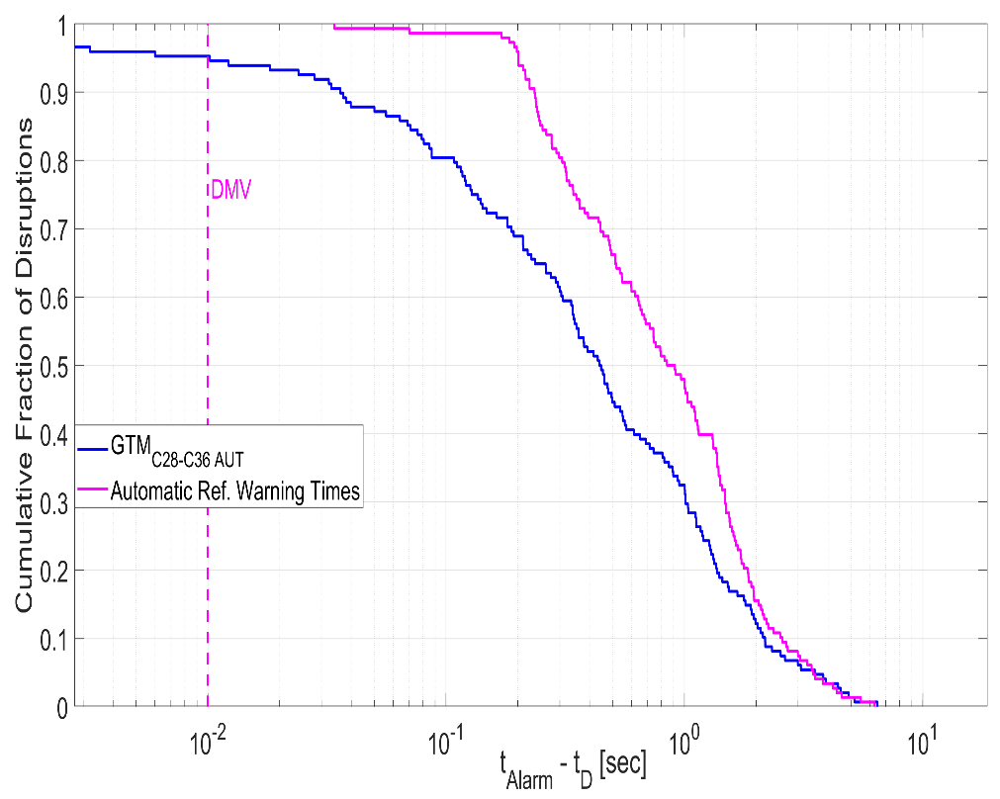 Cumulative Fraction of Disruptions
1
0.9
0.8
0.7
0.6
0.5
0.4
0.3
0.2
0.1
0
DMV
GTM C28-C36 AUT
Automatic Ref. Warning Times
10-2 10-1 100 101
tAlarm - tD [sec]